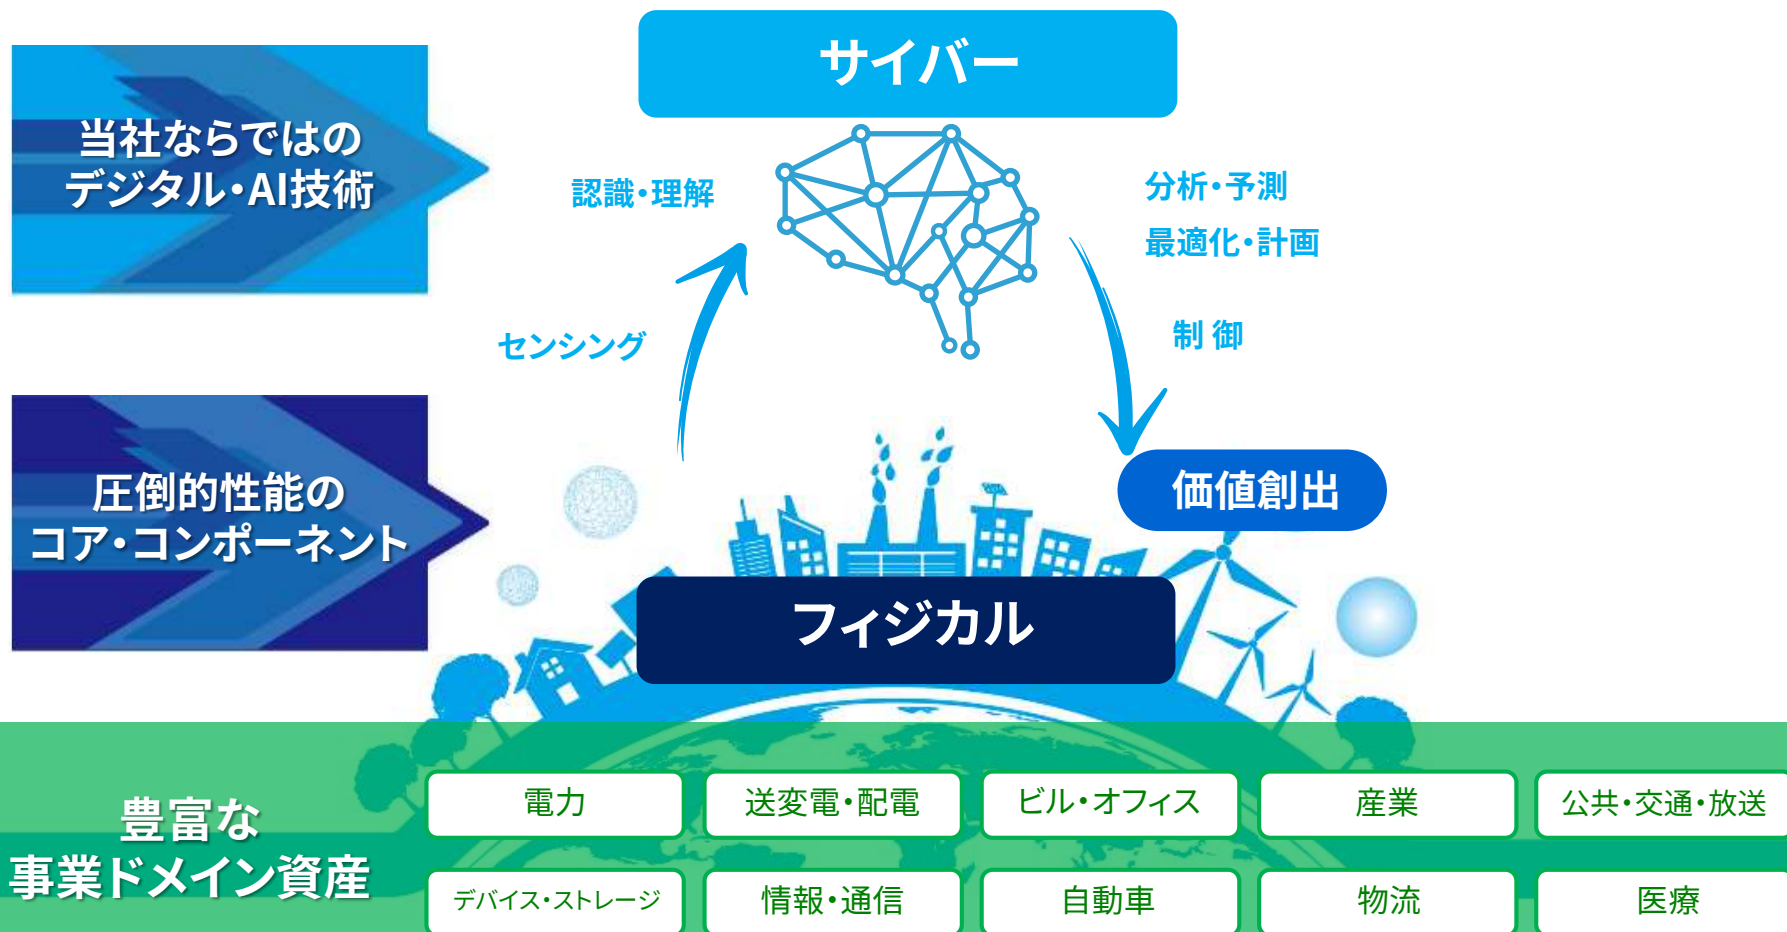 サイバー
当社ならではの
デジタル・AI技術
認識・理解
分析・予測
最適化・計画
センシング
制 御
圧倒的性能の
コア・コンポーネント
価値創出
フィジカル
豊富な
事業ドメイン資産
電力
送変電・配電
ビル・オフィス
産業
公共・交通・放送
デバイス・ストレージ
情報・通信
自動車
物流
医療